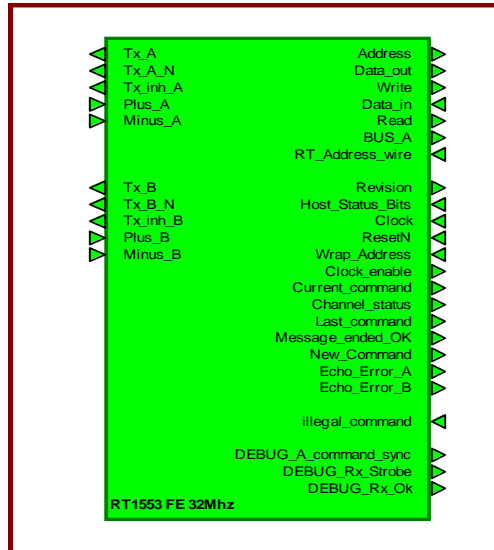 Tx_A
Tx_A_N
Tx_inh_A
Plus_A
Minus_A
Tx_B
Tx_B_N
Tx_inh_B
Plus_B
Minus_B
Address
Data_out
Write
Data_in
Read
BUS_A
RT_Address_wire
Revision
Host_Status_Bits
Clock
ResetN
Wrap_Address
Clock_enable
Current_command
Channel_status
Last_command
Message_ended_OK
New_Command
Echo_Error_A
Echo_Error_B
illegal_command
DEBUG_A_command_sync
DEBUG_Rx_Strobe
DEBUG_Rx_Ok
RT1553 FE 32Mhz